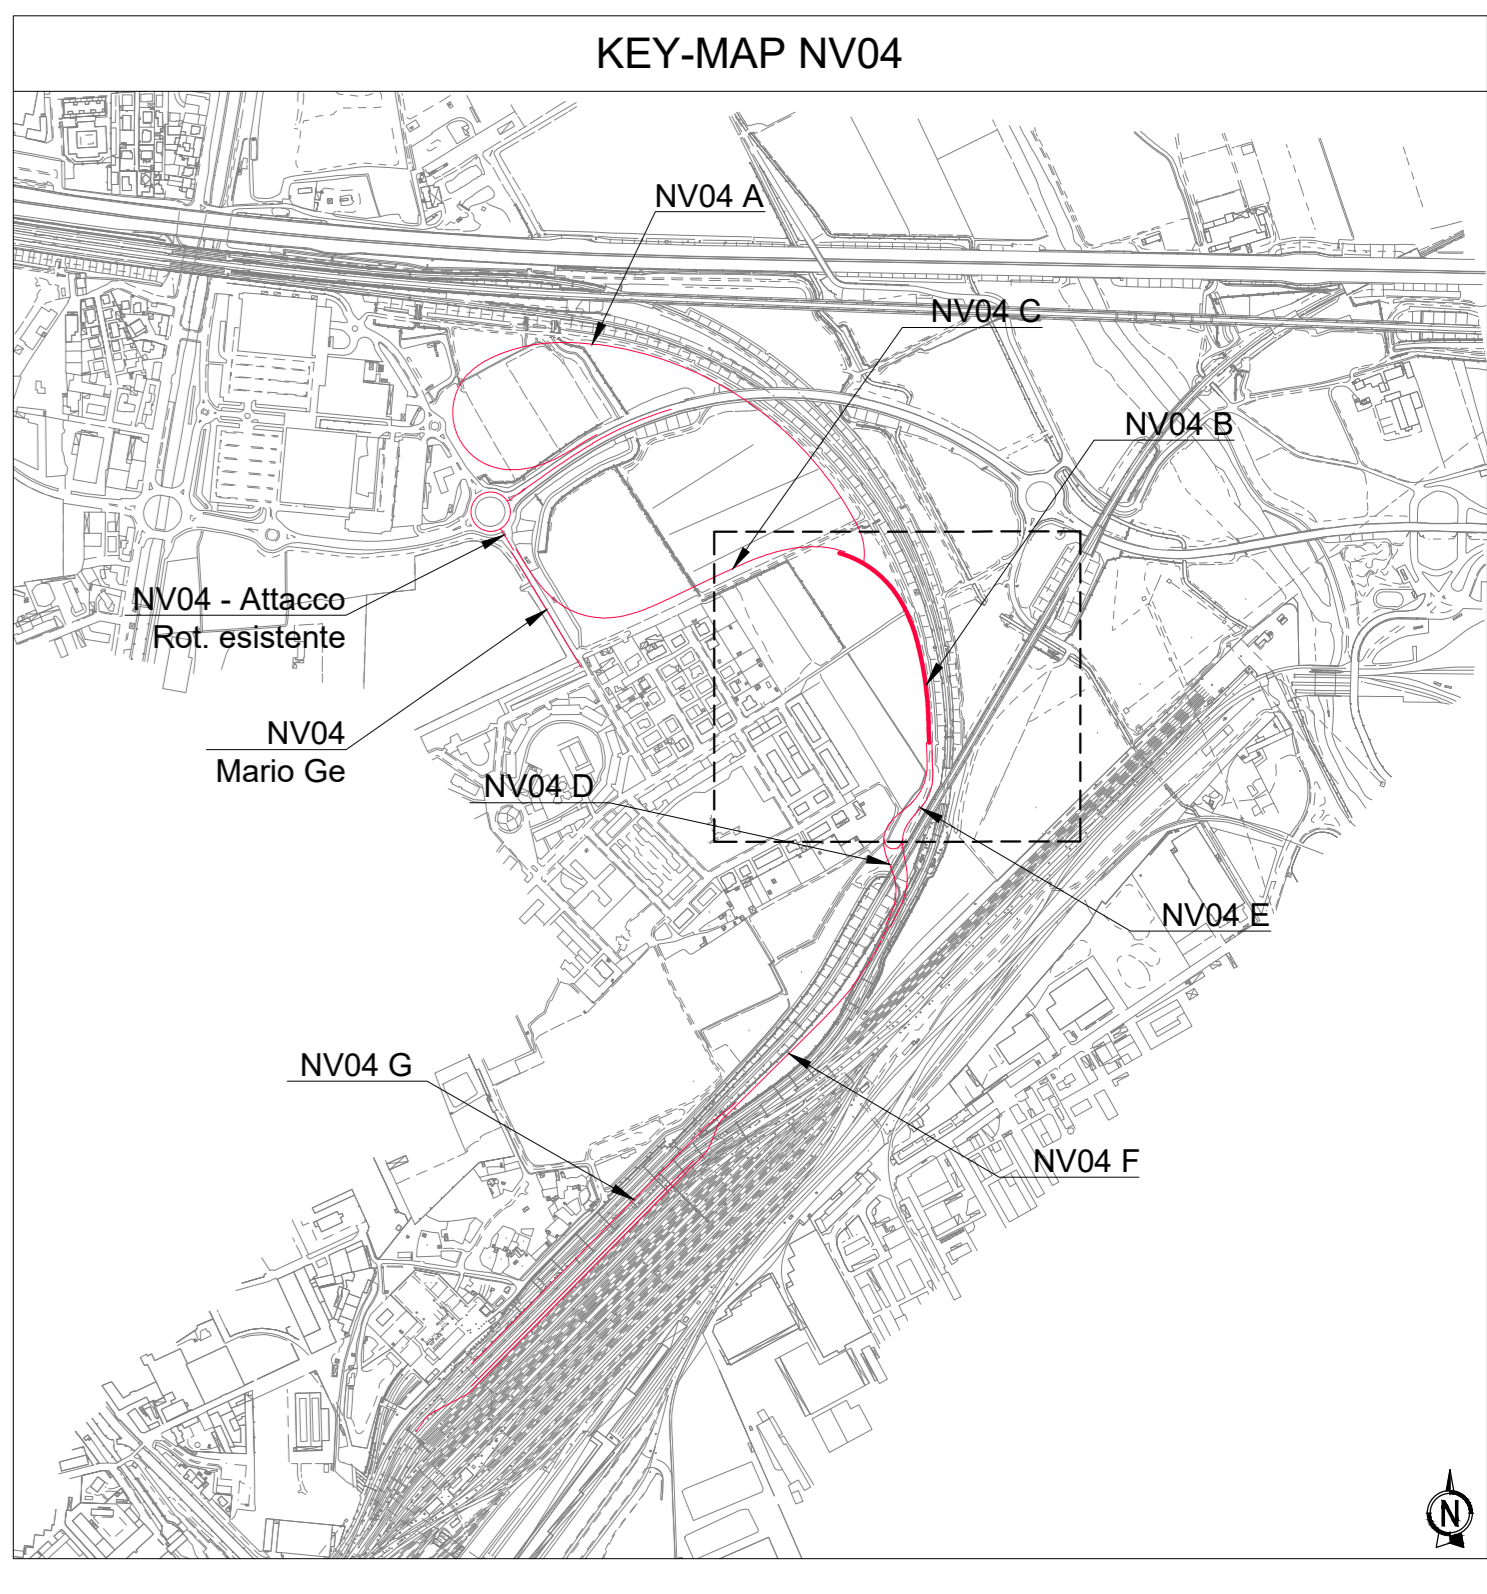 KEY-MAP NV04
NV04 A
NV04 C
NV04 B
NV04 - Attacco
Rot. esistente
NV04
Mario Ge
NV04 D
NV04 E
NV04 G
NV04 F
N